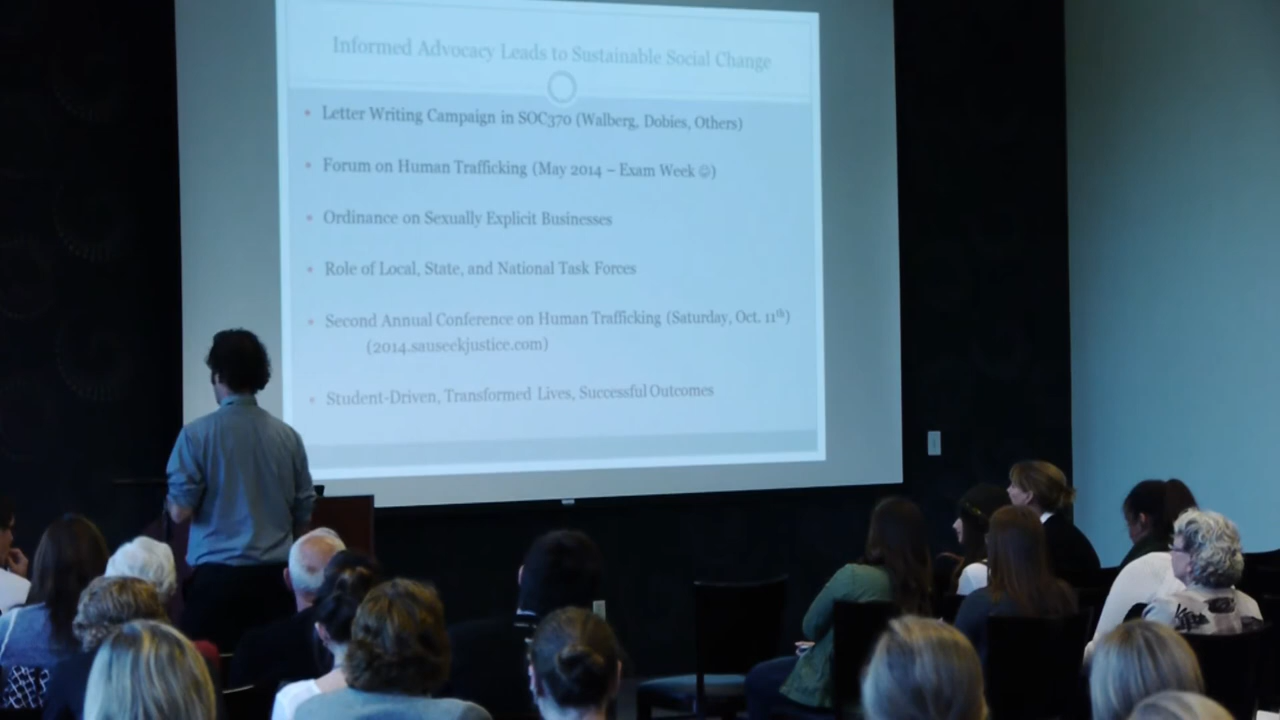 Informed Advocacy Leads to Sustainable Social Change
• Letter Writing Campaign in SOC370 (Walberg, Dobies, Others)
• Forum on Human Trafficking (May 2014 – Exam Week ☺)
• Ordinance on Sexually Explicit Businesses
• Role of Local, State, and National Task Forces
• Second Annual Conference on Human Trafficking (Saturday, Oct. 11th)
(2014.sauseekjustice.com)
• Student-Driven, Transformed Lives, Successful Outcomes